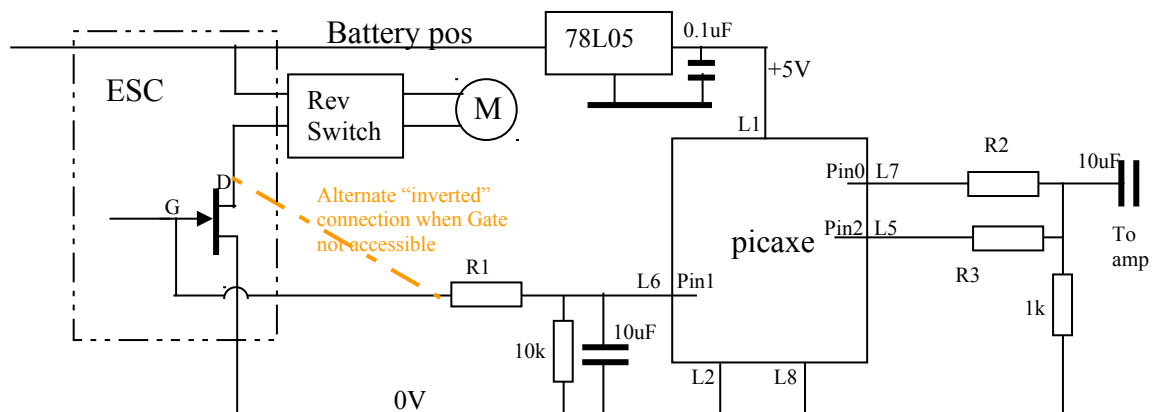 Battery pos
78L05
0.1uF
+5V
ESC
Rev
Switch
M
L1
D
G
Alternate “inverted”
connection when Gate
not accessible
R1
L6
Pin1
picaxe
Pin0
L7
Pin2
L5
R2
R3
10uF
To
amp
1k
10k
10uF
L2
L8
0V